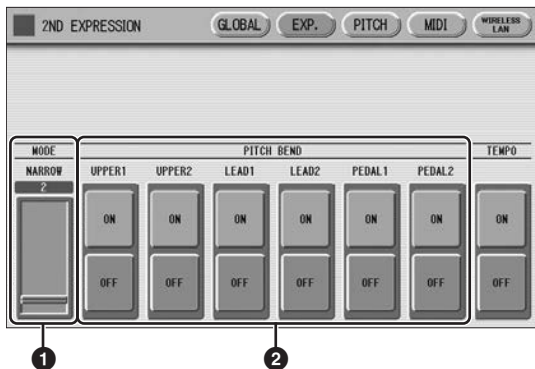 2ND EXPRESSION GLOBAL EXP. PITCH MIDI WIRELESS LAN
MODE PITCH BEND TEMPO
NARROW UPPER1 UPPER2 LEAD1 LEAD2 PEDAL1 PEDAL2
2
ON ON ON ON ON ON ON
OFF OFF OFF OFF OFF OFF OFF
1 2